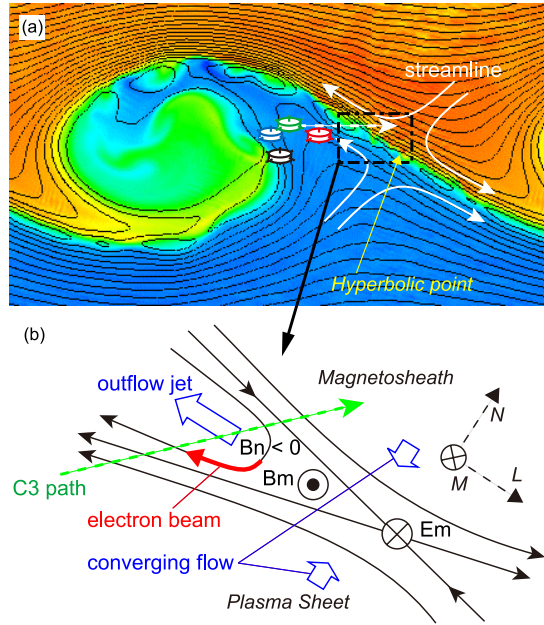 (a)
streamline
Hyperbolic point
(b)
outflow jet
Magnetosheath
N
Bn < 0
C3 path
Bm
M
L
electron beam
Em
converging flow
Plasma Sheet